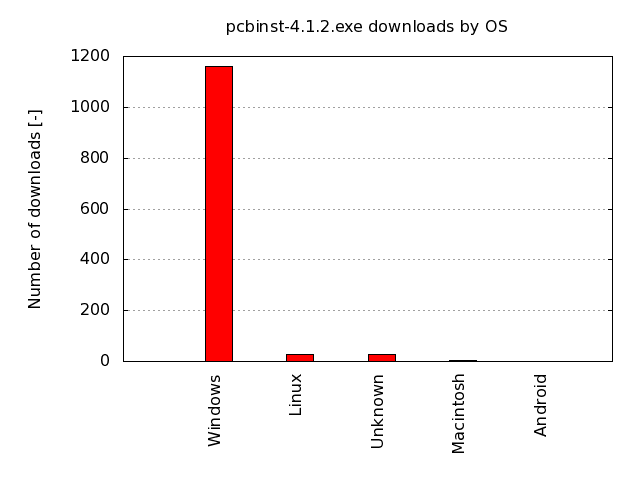 pcbinst-4.1.2.exe downloads by OS
Number of downloads [-]
1200
1000
800
600
400
200
0
Windows
Linux
Unknown
Macintosh
Android